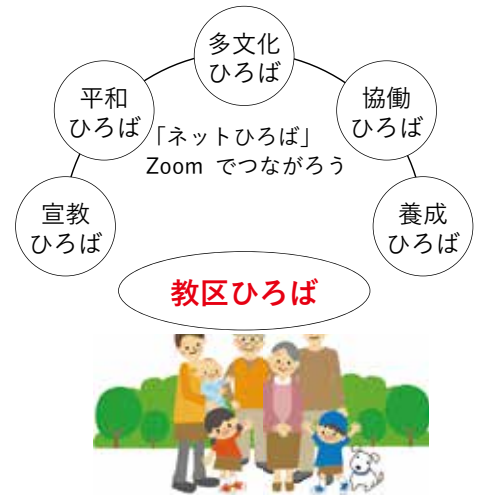 多文化
ひろば
平和
ひろば
協働
ひろば
「ネットひろば」
Zoom でつながろう
宣教
ひろば
養成
ひろば
教区ひろば